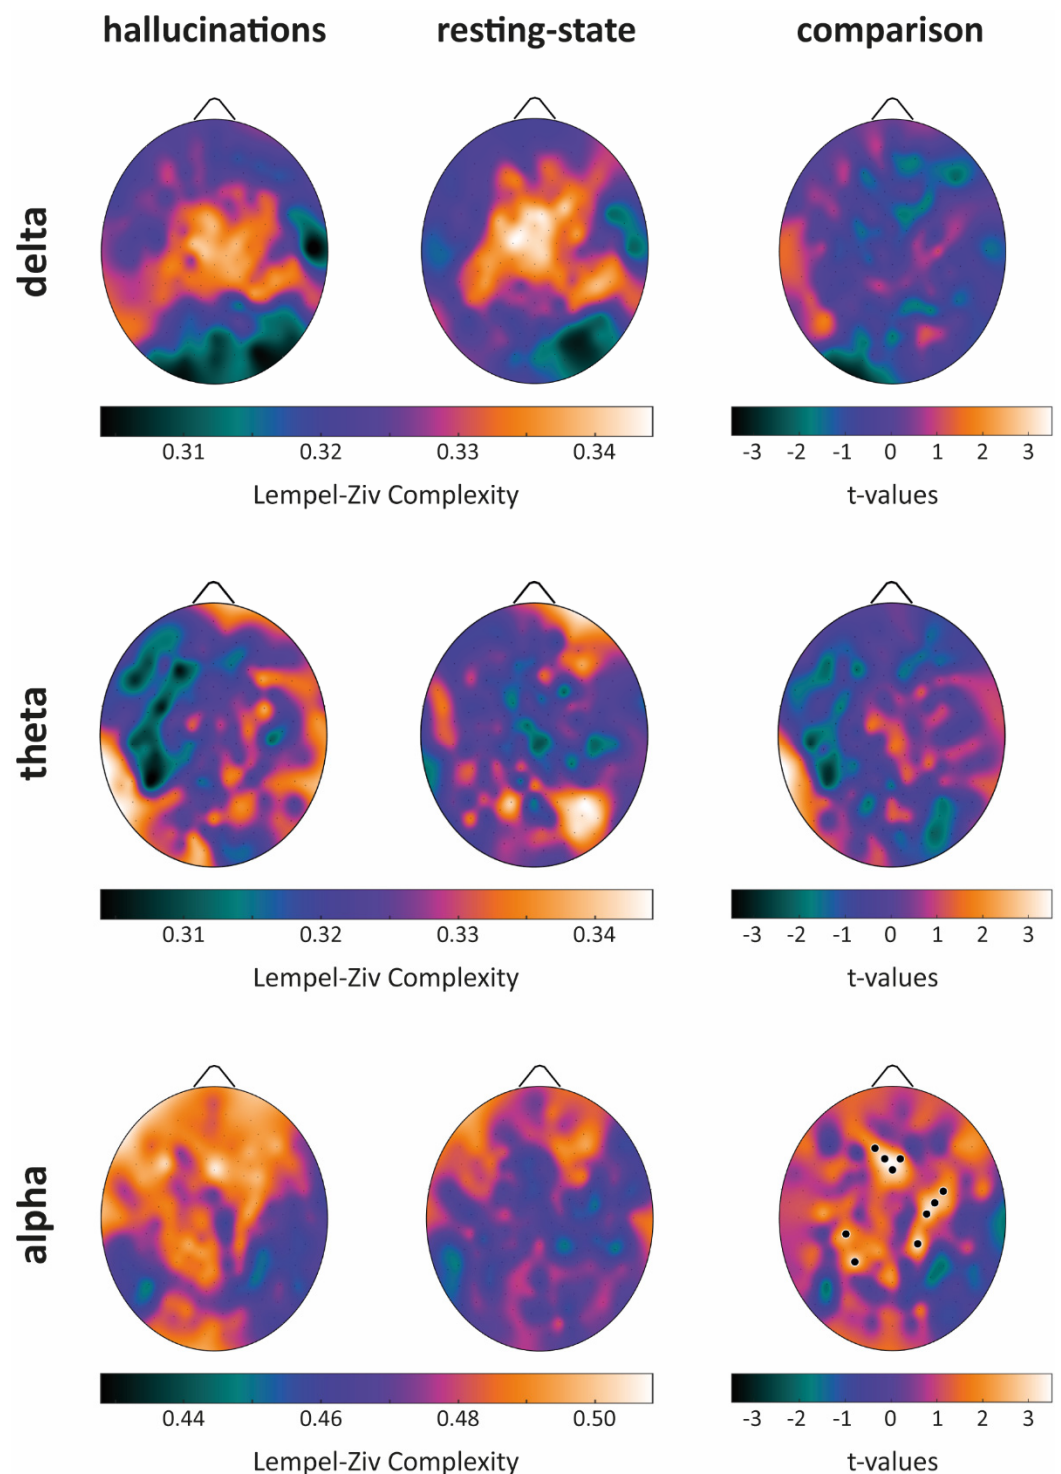 hallucinations resting-state comparison
delta
0.31 0.32 0.33 0.34 -3 -2 -1 0 1 2 3
Lempel-Ziv Complexity t-values
theta
0.31 0.32 0.33 0.34 -3 -2 -1 0 1 2 3
Lempel-Ziv Complexity t-values
alpha
0.44 0.46 0.48 0.50 -3 -2 -1 0 1 2 3
Lempel-Ziv Complexity t-values